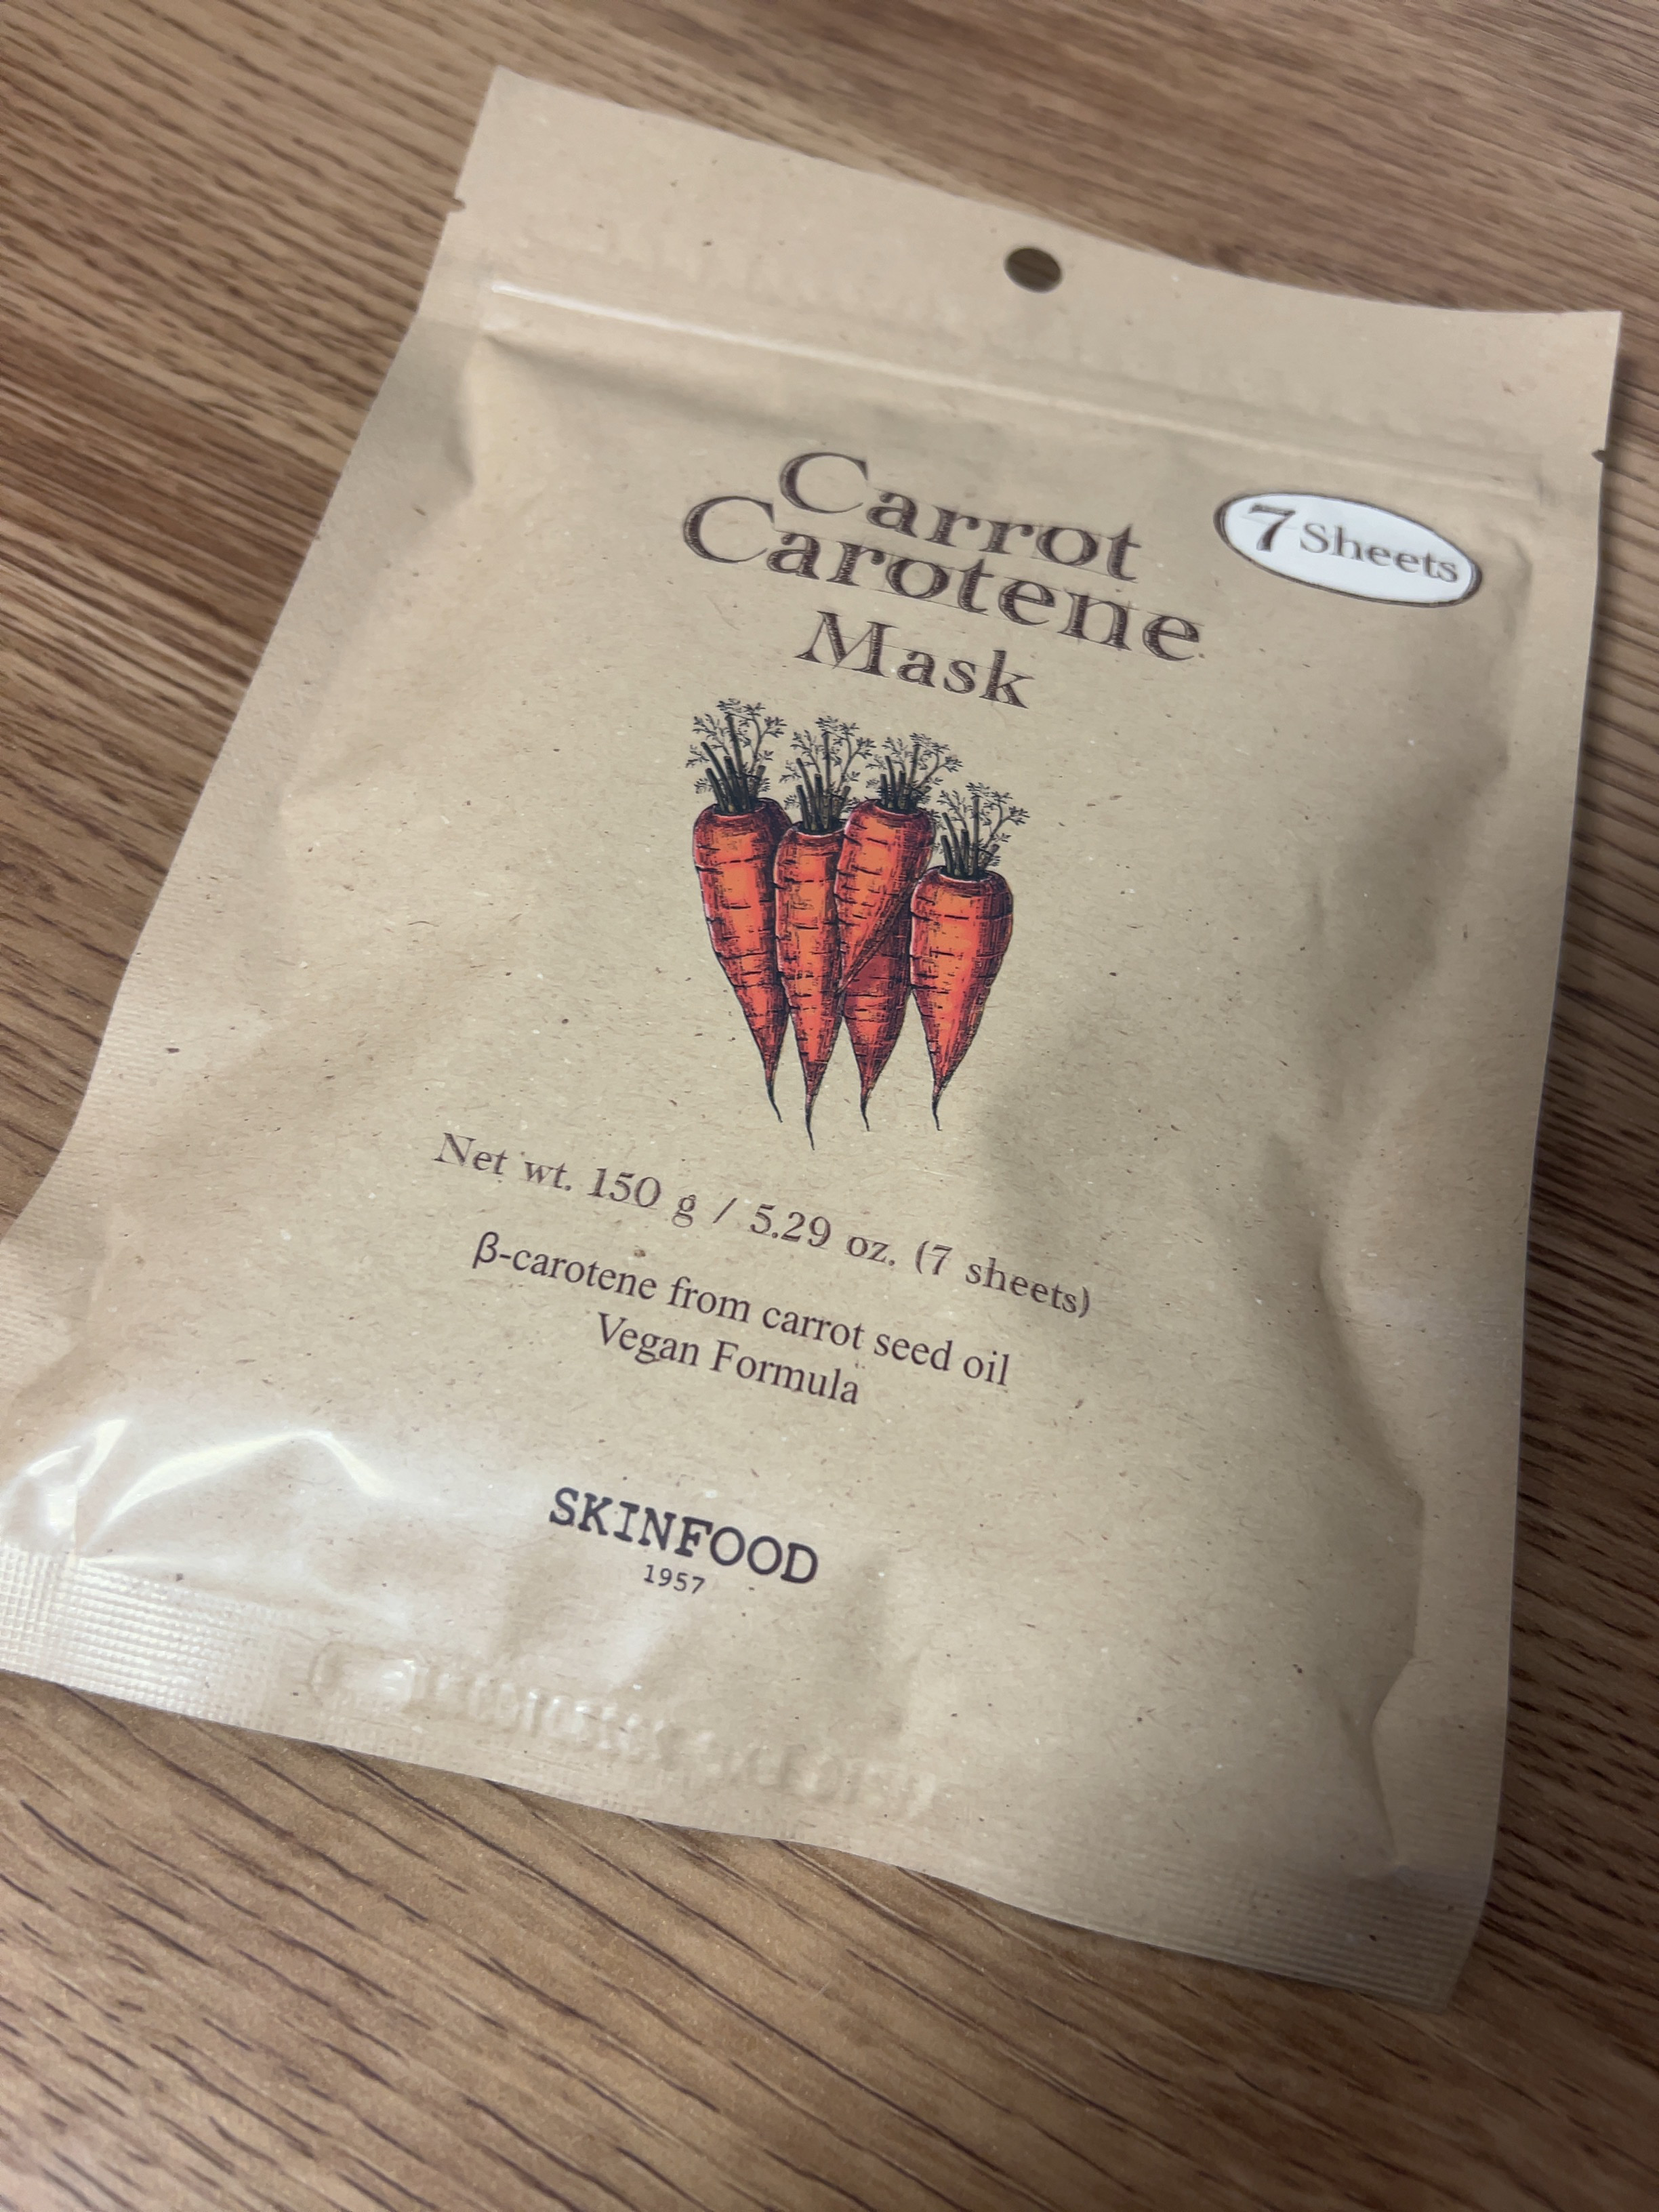 Carrot
Carotene
Mask
7 Sheets
Net wt. 150 g / 5.29 oz. (7 sheets)
β-carotene from carrot seed oil
Vegan Formula
SKINFOOD
1957